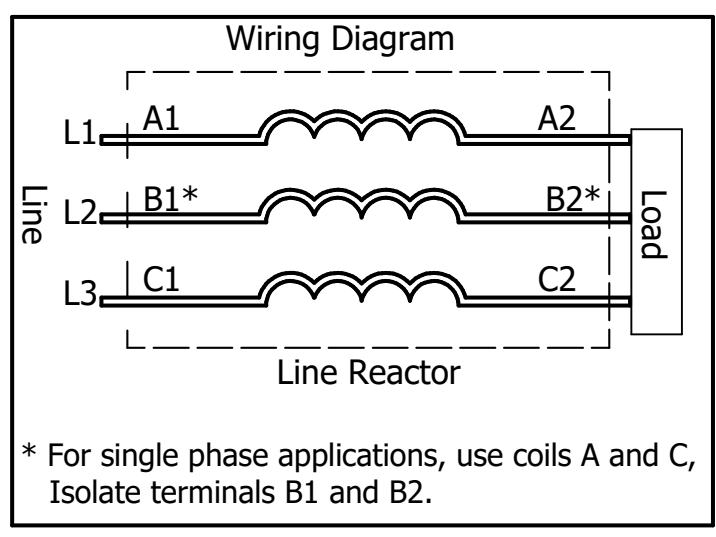 Wiring Diagram
L1 A1 A2
Line L2 B1* B2* Load
L3 C1 C2
Line Reactor
* For single phase applications, use coils A and C,
Isolate terminals B1 and B2.